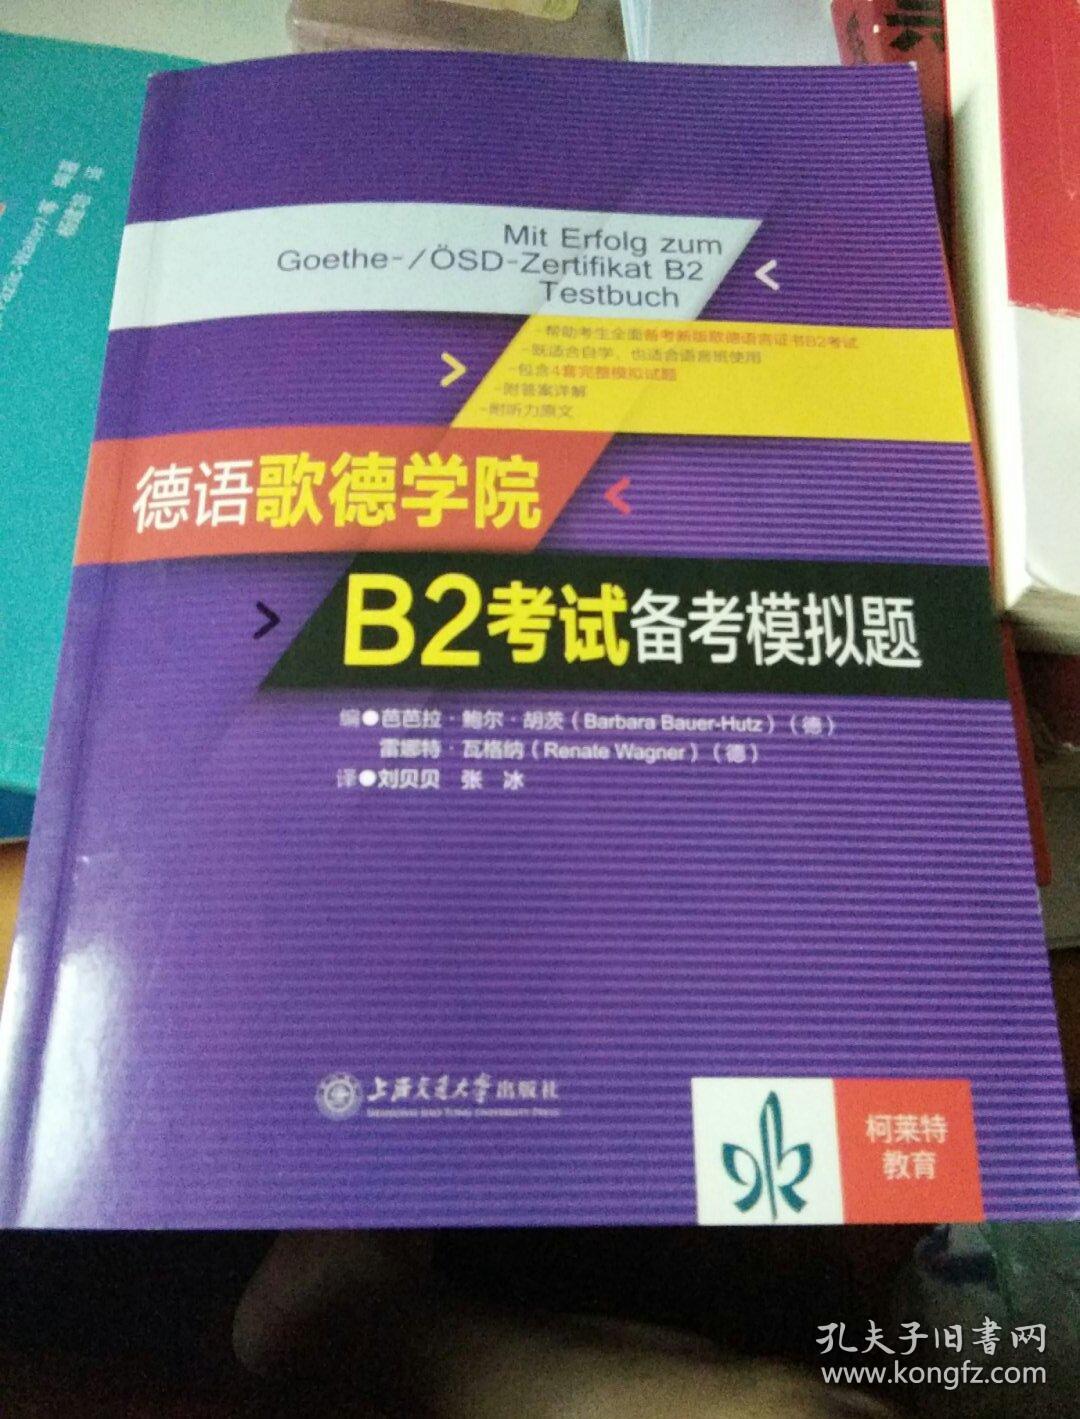 Mit Erfolg zum
Goethe-/ÖSD-Zertifikat B2
Testbuch
-帮助考生全面备考新版歌德语言证书B2考试
-既适合自学，也适合语言班使用
-包含4套完整模拟试题
-附答案详解
-附听力原文
德语歌德学院
B2考试备考模拟题
编●芭芭拉·鲍尔·胡茨（Barbara Bauer-Hutz）（德）
雷娜特·瓦格纳（Renate Wagner）（德）
译●刘贝贝 张 冰
上海交通大学出版社
SHANGHAI JIAO TONG UNIVERSITY PRESS
柯莱特
教育
孔夫子旧書网
www.kongfz.com